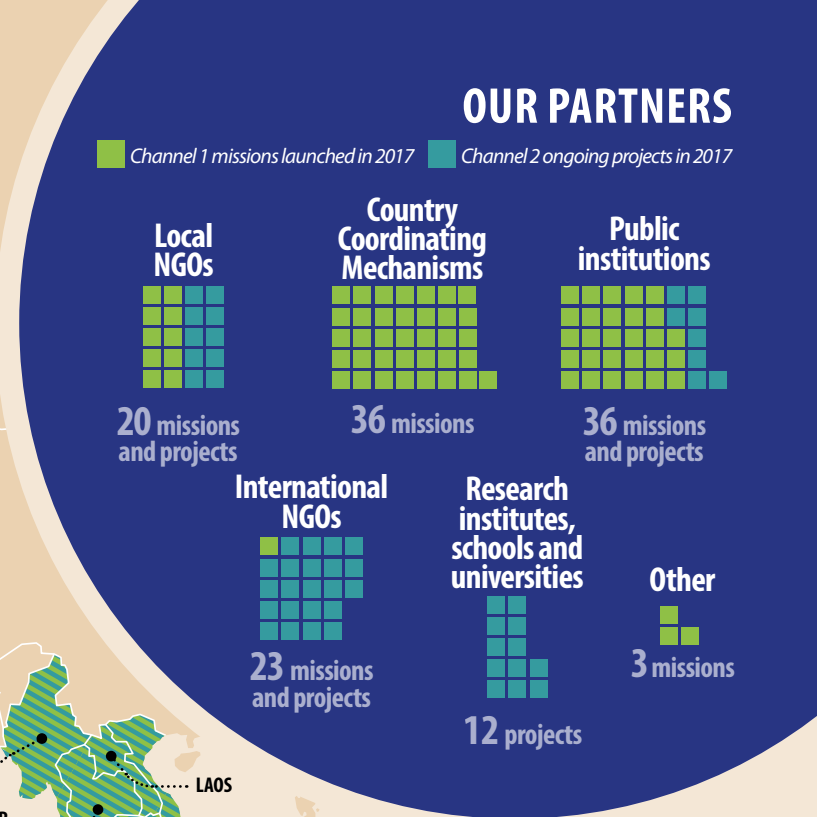 OUR PARTNERS
Channel 1 missions launched in 2017
Channel 2 ongoing projects in 2017
Local
NGOs
20 missions
and projects
Country
Coordinating
Mechanisms
36 missions
Public
institutions
36 missions
and projects
International
NGOs
23 missions
and projects
Research
institutes,
schools and
universities
12 projects
Other
3 missions
LAOS